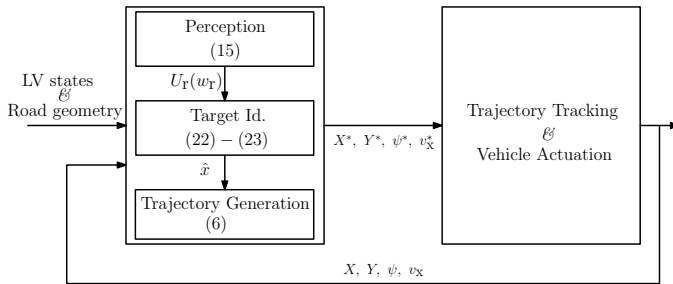 Perception
(15)
U_r(w_r)
LV states
&
Road geometry
Target Id.
(22) − (23)
x̂
Trajectory Generation
(6)
X*, Y*, ψ*, v_x*
Trajectory Tracking
&
Vehicle Actuation
X, Y, ψ, v_x